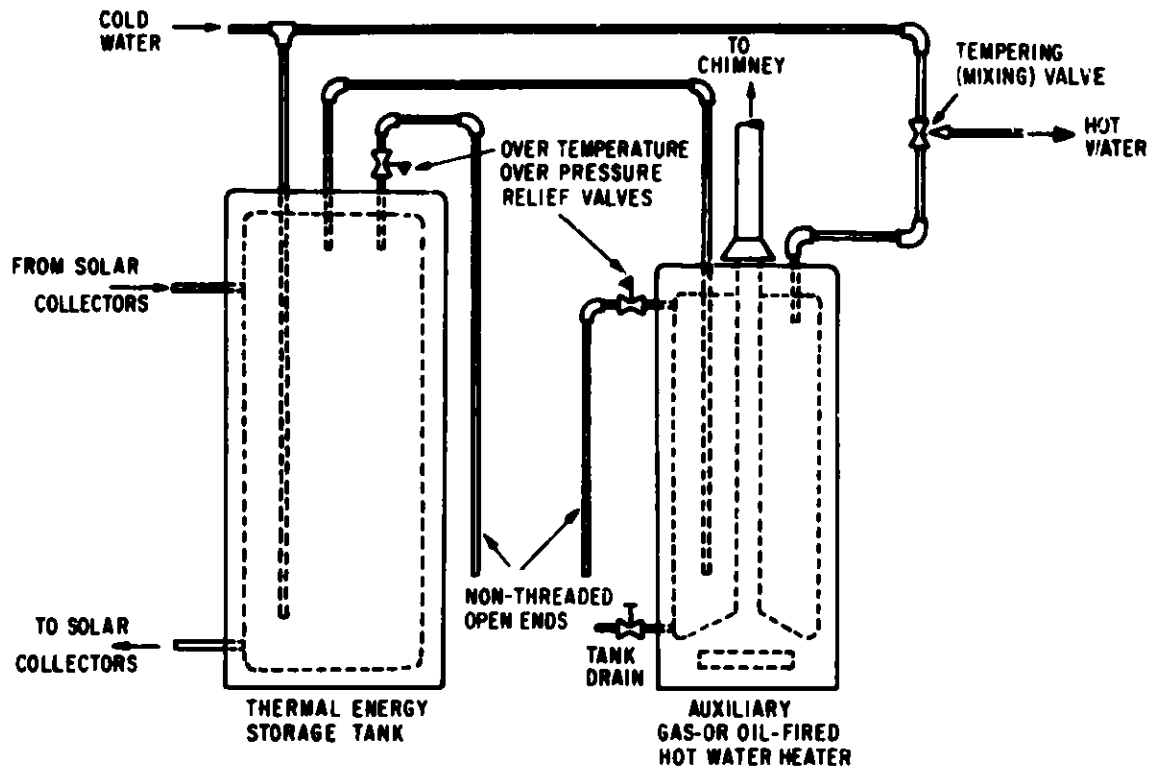 COLD
WATER
TO
CHIMNEY
TEMPERING
(MIXING) VALVE
HOT
WATER
OVER TEMPERATURE
OVER PRESSURE
RELIEF VALVES
FROM SOLAR
COLLECTORS
NON-THREADED
OPEN ENDS
TO SOLAR
COLLECTORS
TANK
DRAIN
THERMAL ENERGY
STORAGE TANK
AUXILIARY
GAS-OR OIL-FIRED
HOT WATER HEATER